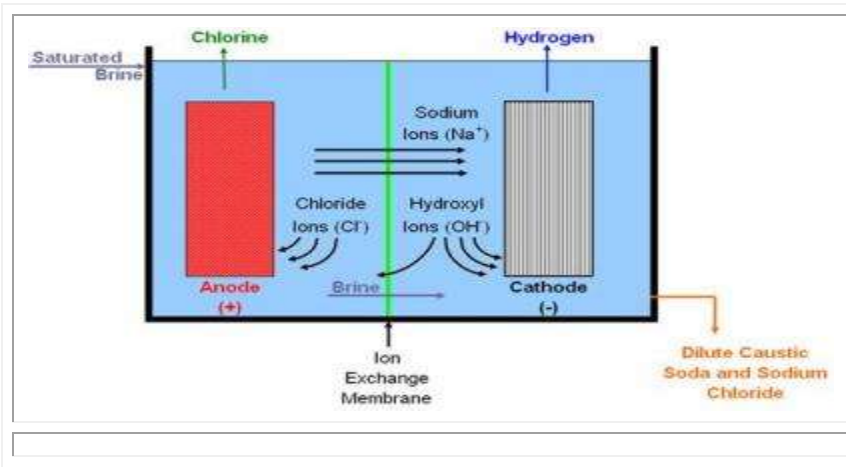 Chlorine
Hydrogen
Saturated
Brine
Sodium
Ions (Na⁺)
Chloride
Ions (Cl⁻)
Hydroxyl
Ions (OH⁻)
Anode
(+)
Brine
Cathode
(-)
Ion
Exchange
Membrane
Dilute Caustic
Soda and Sodium
Chloride